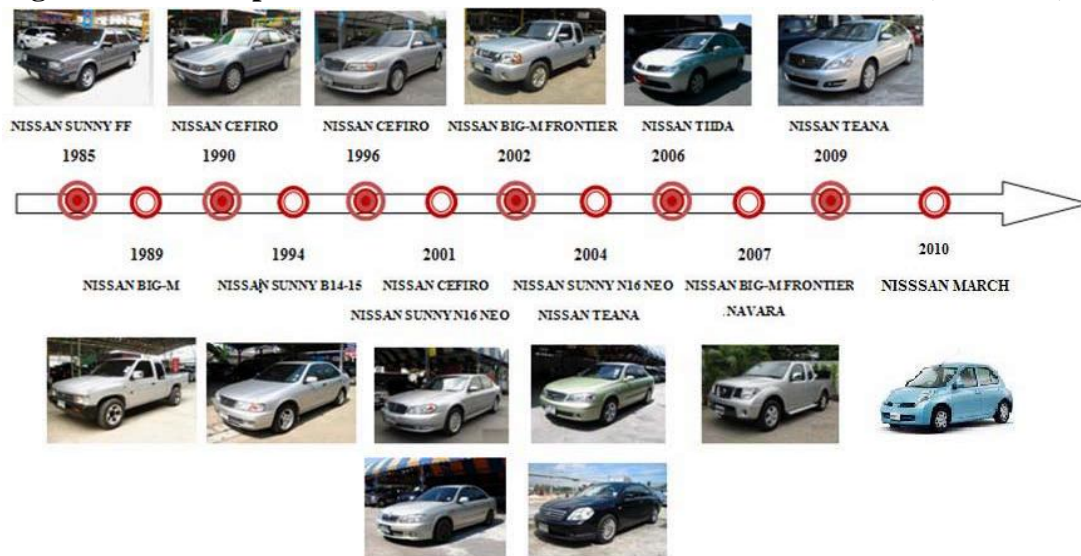 NISSAN SUNNY FF
NISSAN CEFIRO
NISSAN CEFIRO
NISSAN BIG-M FRONTIER
NISSAN TIIDA
NISSAN TEANA
1985
1990
1996
2002
2006
2009
1989
1994
2001
2004
2007
2010
NISSAN BIG-M
NISSAN SUNNY B14-15
NISSAN CEFIRO
NISSAN SUNNY N16 NEO
NISSAN BIG-M FRONTIER
NISSSAN MARCH
NISSAN SUNNY N16 NEO
NISSAN TEANA
.NAVARA